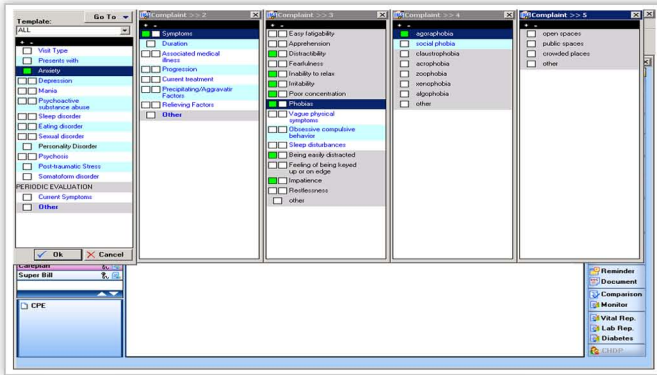 Go To
Template:
ALL
+ -
Visit Type
Presents with
Anxiety
Depression
Mania
Psychoactive
substance abuse
Sleep disorder
Eating disorder
Sexual disorder
Personality Disorder
Psychosis
Post-traumatic Stress
Somatoform disorder
PERIODIC EVALUATION
Current Symptoms
Other
Ok
Cancel
Complaint >> 2
+ -
Symptoms
Duration
Associated medical
illness
Progression
Current treatment
Precipitating/Aggravatir
Factors
Relieving Factors
Other
Complaint >> 3
+ -
Easy fatigability
Apprehension
Distractibility
Fearfulness
Inability to relax
Irritability
Poor concentration
Phobias
Vague physical
symptoms
Obsessive compulsive
behavior
Sleep disturbances
Being easily distracted
Feeling of being keyed
up or on edge
Impatience
Restlessness
other
Complaint >> 4
+ -
agoraphobia
social phobia
claustrophobia
acrophobia
zoophobia
xenophobia
algophobia
other
Complaint >> 5
+ -
open spaces
public spaces
crowded places
other
Careplan
Super Bill
CPE
Reminder
Document
Comparison
Monitor
Vital Rep.
Lab Rep.
Diabetes
CHDP